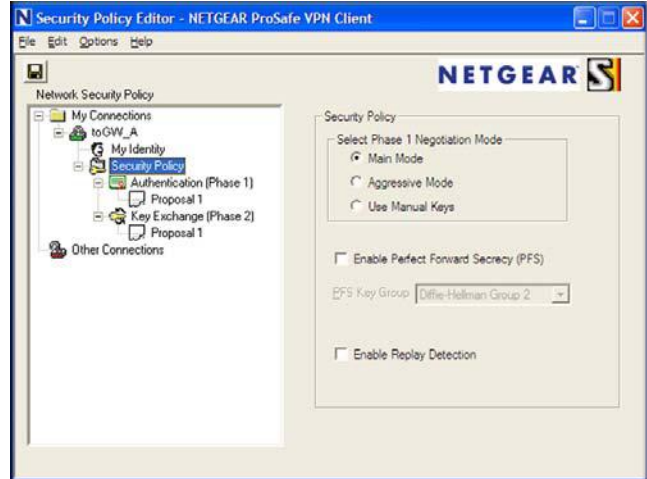 Security Policy Editor - NETGEAR ProSafe VPN Client
File Edit Options Help
NETGEAR
Network Security Policy
My Connections
toGW_A
My Identity
Security Policy
Authentication (Phase 1)
Proposal 1
Key Exchange (Phase 2)
Proposal 1
Other Connections
Security Policy
Select Phase 1 Negotiation Mode
Main Mode
Aggressive Mode
Use Manual Keys
Enable Perfect Forward Secrecy (PFS)
PFS Key Group Diffie-Hellman Group 2
Enable Replay Detection